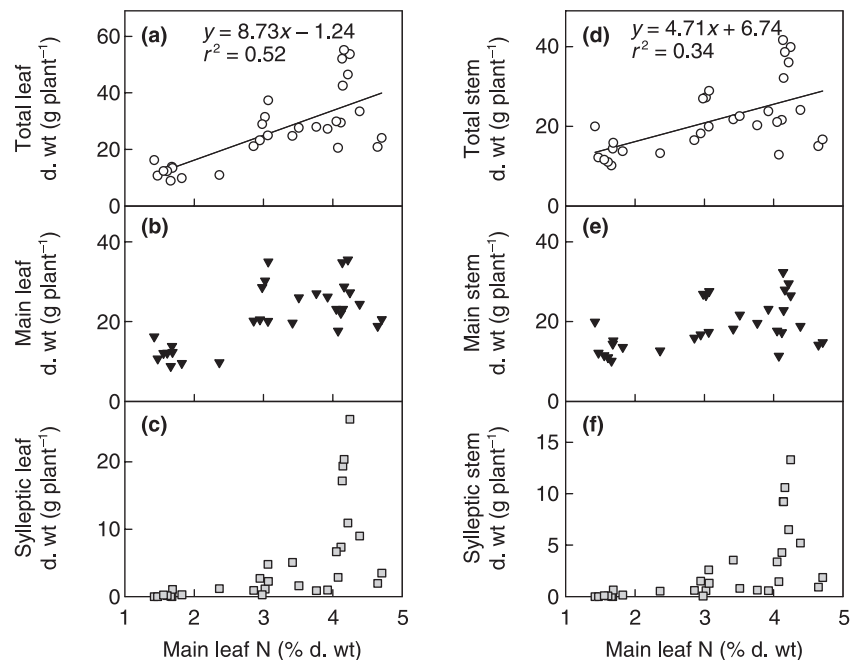 (a)
y = 8.73x – 1.24
r² = 0.52
60
40
20
0
Total leaf
d. wt (g plant⁻¹)
(b)
40
20
0
Main leaf
d. wt (g plant⁻¹)
(c)
20
10
0
Sylleptic leaf
d. wt (g plant⁻¹)
1 2 3 4 5
Main leaf N (% d. wt)
(d)
y = 4.71x + 6.74
r² = 0.34
40
20
0
Total stem
d. wt (g plant⁻¹)
(e)
40
20
0
Main stem
d. wt (g plant⁻¹)
(f)
15
10
5
0
Sylleptic stem
d. wt (g plant⁻¹)
1 2 3 4 5
Main leaf N (% d. wt)